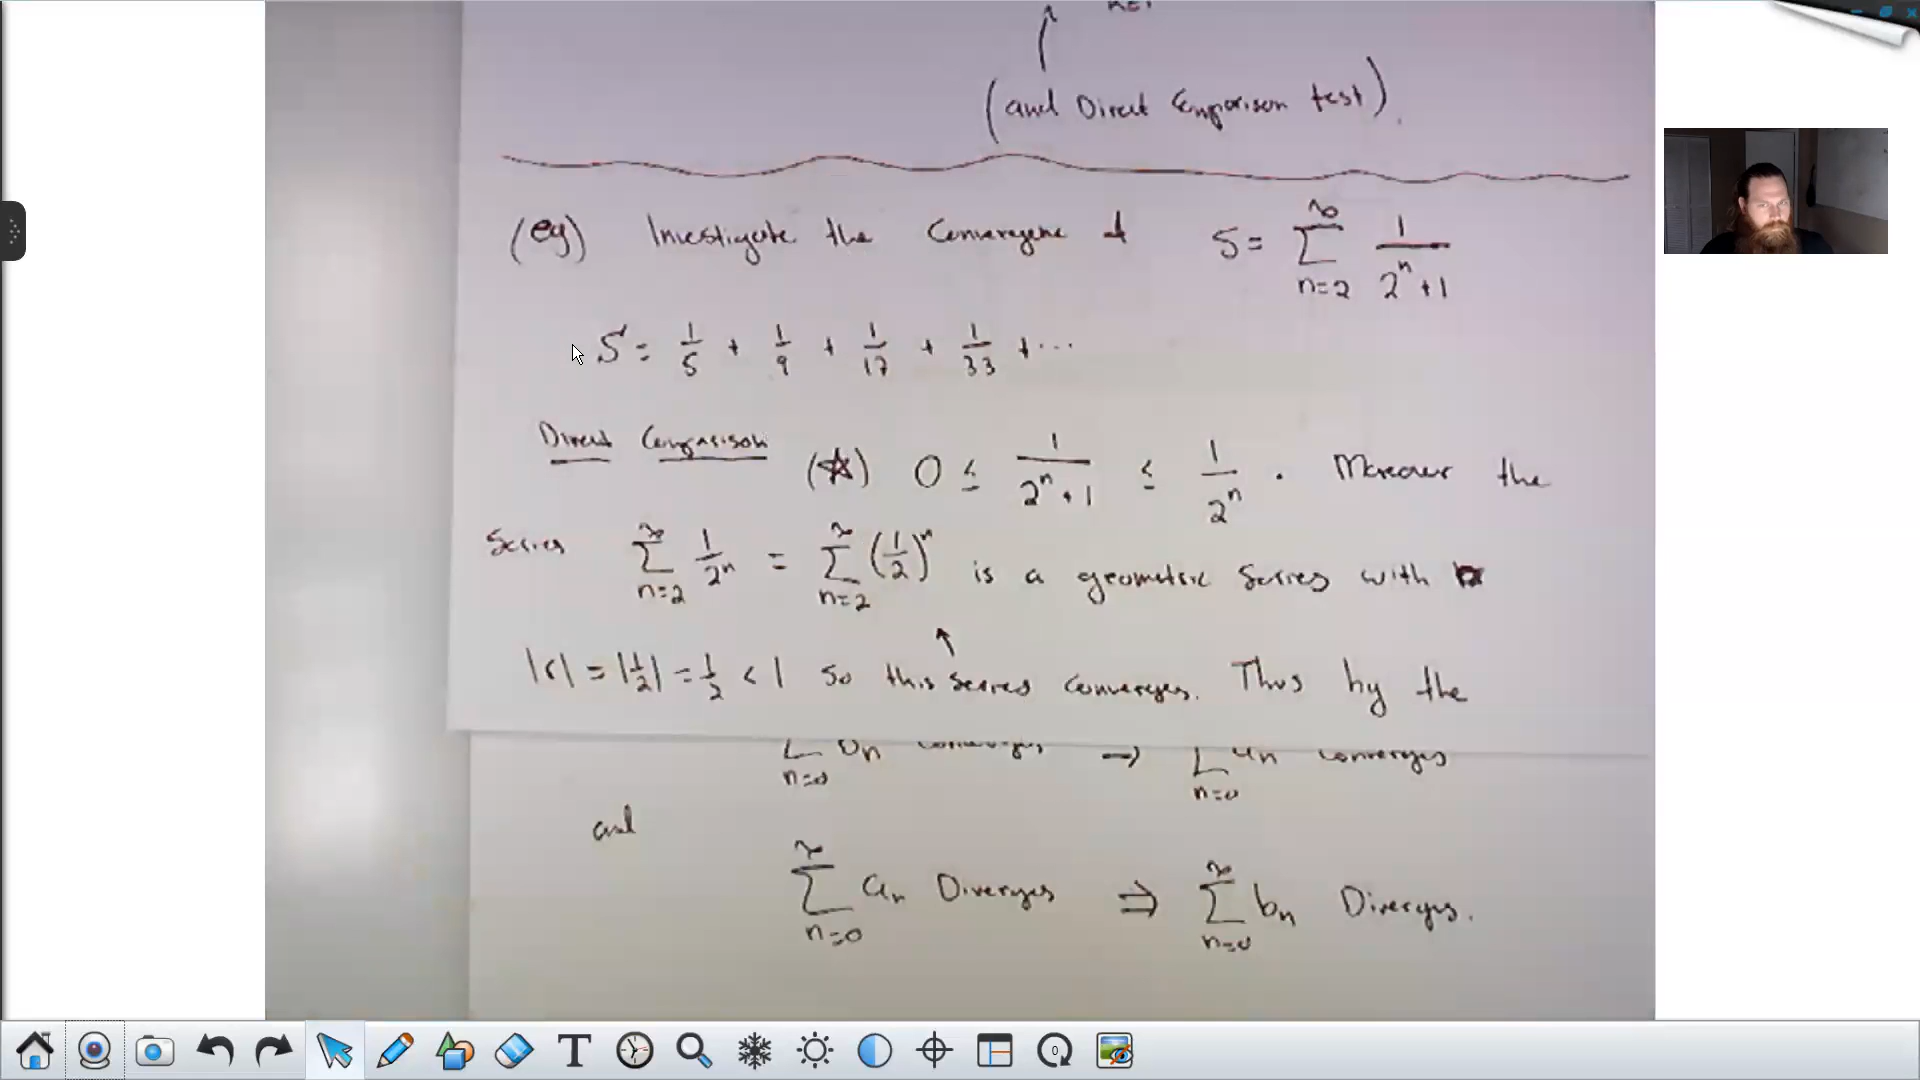 (and Direct Comparison test).
(eg) Investigate the Convergence of S = ∑_{n=2}^{∞} 1/(2^n + 1)
S = 1/5 + 1/9 + 1/17 + 1/33 + ...
Direct Comparison (☆) 0 ≤ 1/(2^n + 1) ≤ 1/2^n . Moreover the
Series ∑_{n=2}^{∞} 1/2^n = ∑_{n=2}^{∞} (1/2)^n is a geometric series with
|r| = |1/2| = 1/2 < 1 so this series converges. Thus by the
∑_{n=0} b_n converges → ∑_{n=0} a_n converges
and
∑_{n=0}^{∞} a_n Diverges ⇒ ∑_{n=0}^{∞} b_n Diverges.
T
0